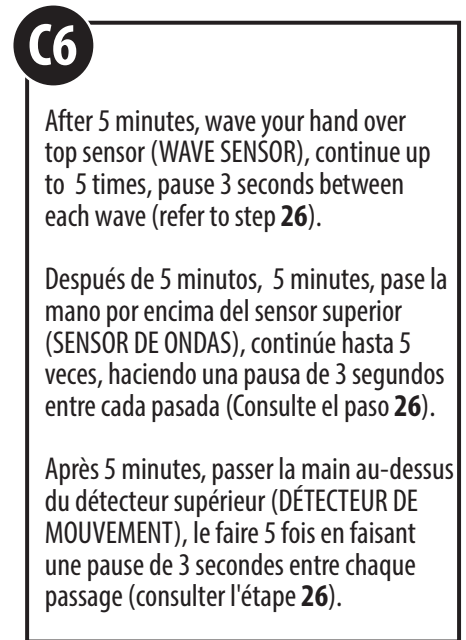 C6
After 5 minutes, wave your hand over
top sensor (WAVE SENSOR), continue up
to 5 times, pause 3 seconds between
each wave (refer to step 26).
Después de 5 minutos, 5 minutes, pase la
mano por encima del sensor superior
(SENSOR DE ONDAS), continúe hasta 5
veces, haciendo una pausa de 3 segundos
entre cada pasada (Consulte el paso 26).
Après 5 minutes, passer la main au-dessus
du détecteur supérieur (DÉTECTEUR DE
MOUVEMENT), le faire 5 fois en faisant
une pause de 3 secondes entre chaque
passage (consulter l'étape 26).